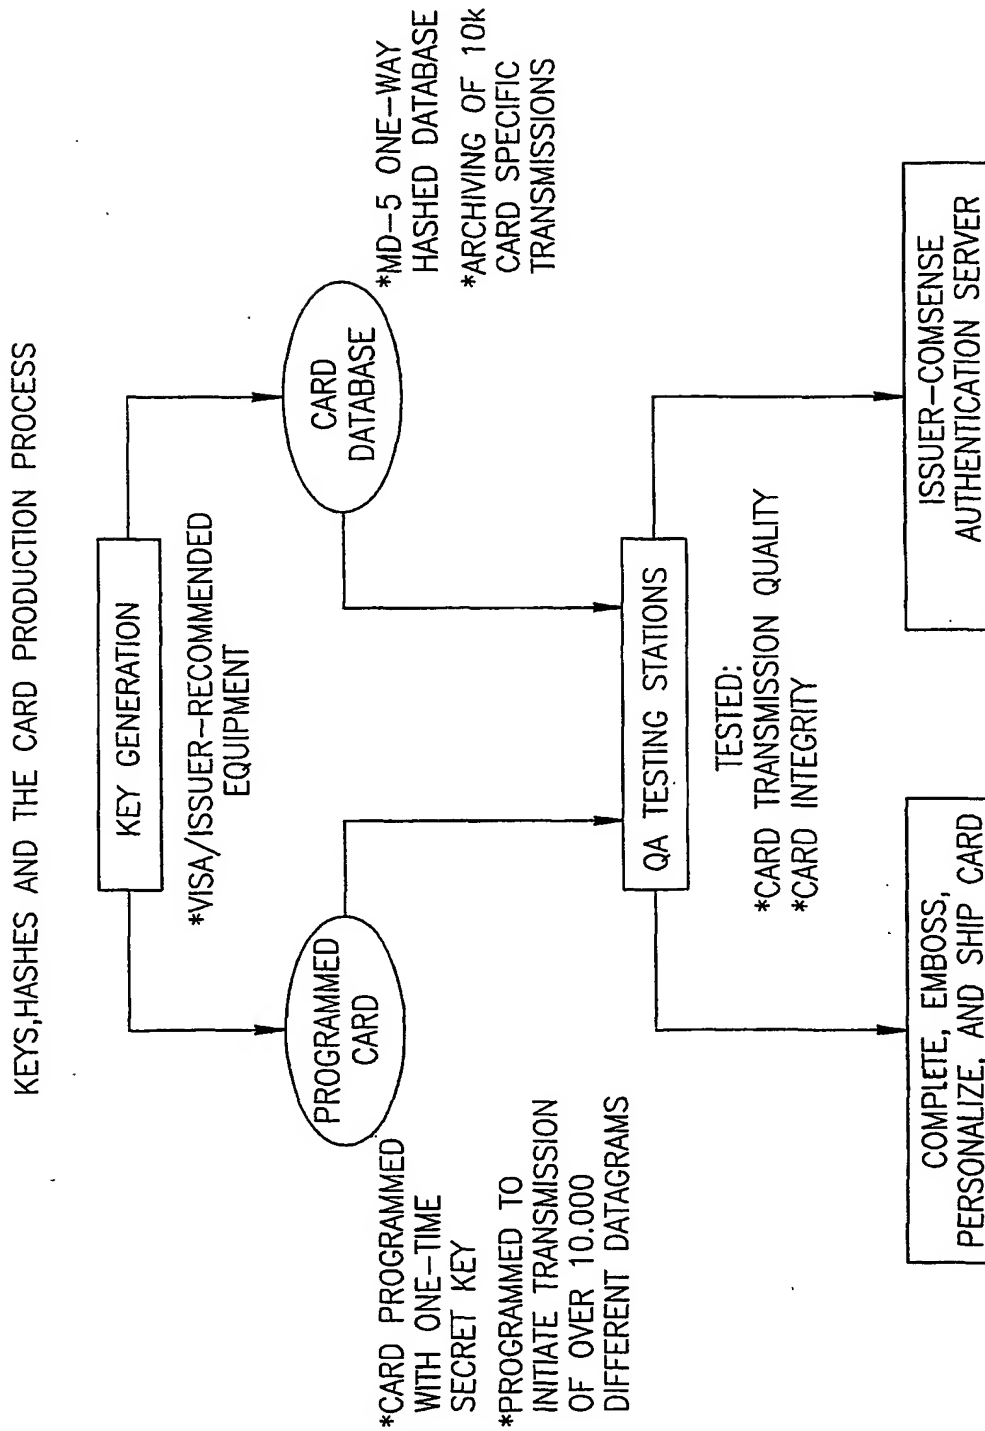 KEYS,HASHES AND THE CARD PRODUCTION PROCESS
KEY GENERATION
*VISA/ISSUER-RECOMMENDED
EQUIPMENT
PROGRAMMED
CARD
*CARD PROGRAMMED
WITH ONE-TIME
SECRET KEY
*PROGRAMMED TO
INITIATE TRANSMISSION
OF OVER 10.000
DIFFERENT DATAGRAMS
CARD
DATABASE
*MD-5 ONE-WAY
HASHED DATABASE
*ARCHIVING OF 10k
CARD SPECIFIC
TRANSMISSIONS
QA TESTING STATIONS
TESTED:
*CARD TRANSMISSION QUALITY
*CARD INTEGRITY
COMPLETE, EMBOSS,
PERSONALIZE, AND SHIP CARD
ISSUER-COMSENSE
AUTHENTICATION SERVER